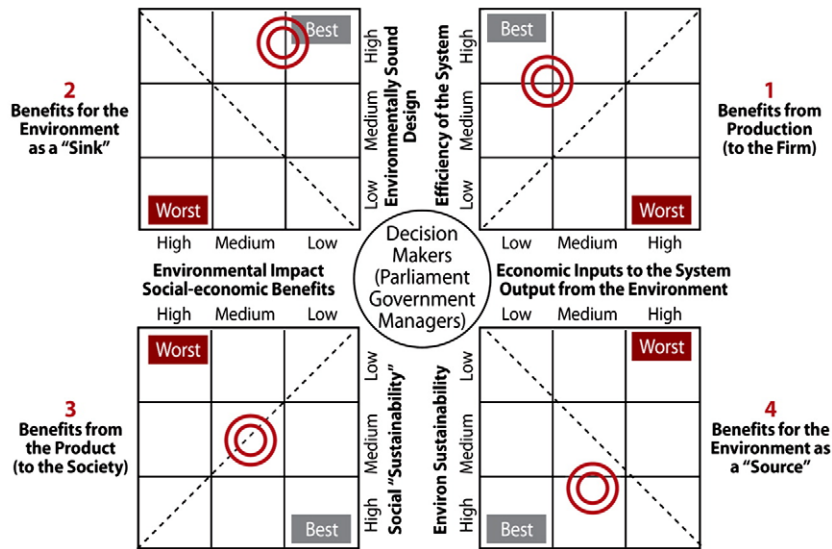 2
Benefits for the
Environment
as a “Sink”
Best
Worst
High Medium Low
Environmental Impact
High
Medium
Low
Environmentally Sound
Design
1
Benefits from
Production
(to the Firm)
Best
Worst
Efficiency of the System
High
Medium
Low
Low Medium High
Economic Inputs to the System
Decision
Makers
(Parliament
Government
Managers)
3
Benefits from
the Product
(to the Society)
Social-economic Benefits
High Medium Low
Worst
Best
Low
Medium
High
Social “Sustainability”
4
Benefits for the
Environment as
a “Source”
Output from the Environment
Low Medium High
Worst
Best
Environ Sustainability
Low
Medium
High